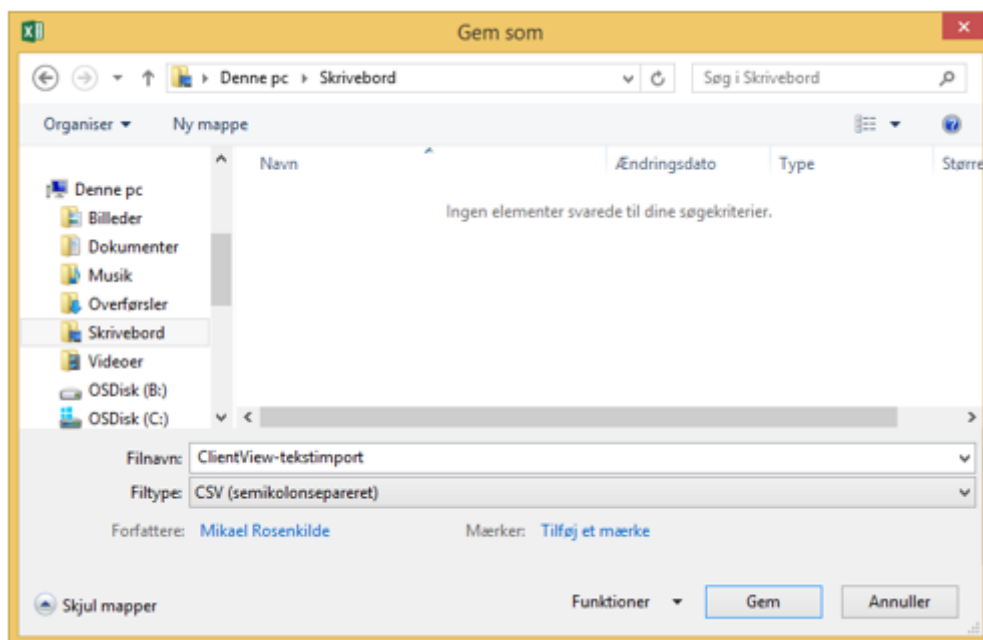 Gem som
Denne pc Skrivebord Søg i Skrivebord
Organiser Ny mappe
Navn Ændringsdato Type Større
Ingen elementer svarede til dine søgekriterier.
Denne pc
Billeder
Dokumenter
Musik
Overførsler
Skrivebord
Videoer
OSDisk (B:)
OSDisk (C:)
Filnavn: ClientView-tekstimport
Filtype: CSV (semikolonsepareret)
Forfattere: Mikael Rosenkilde Mærker: Tilføj et mærke
Skjul mapper Funktioner Gem Annuller